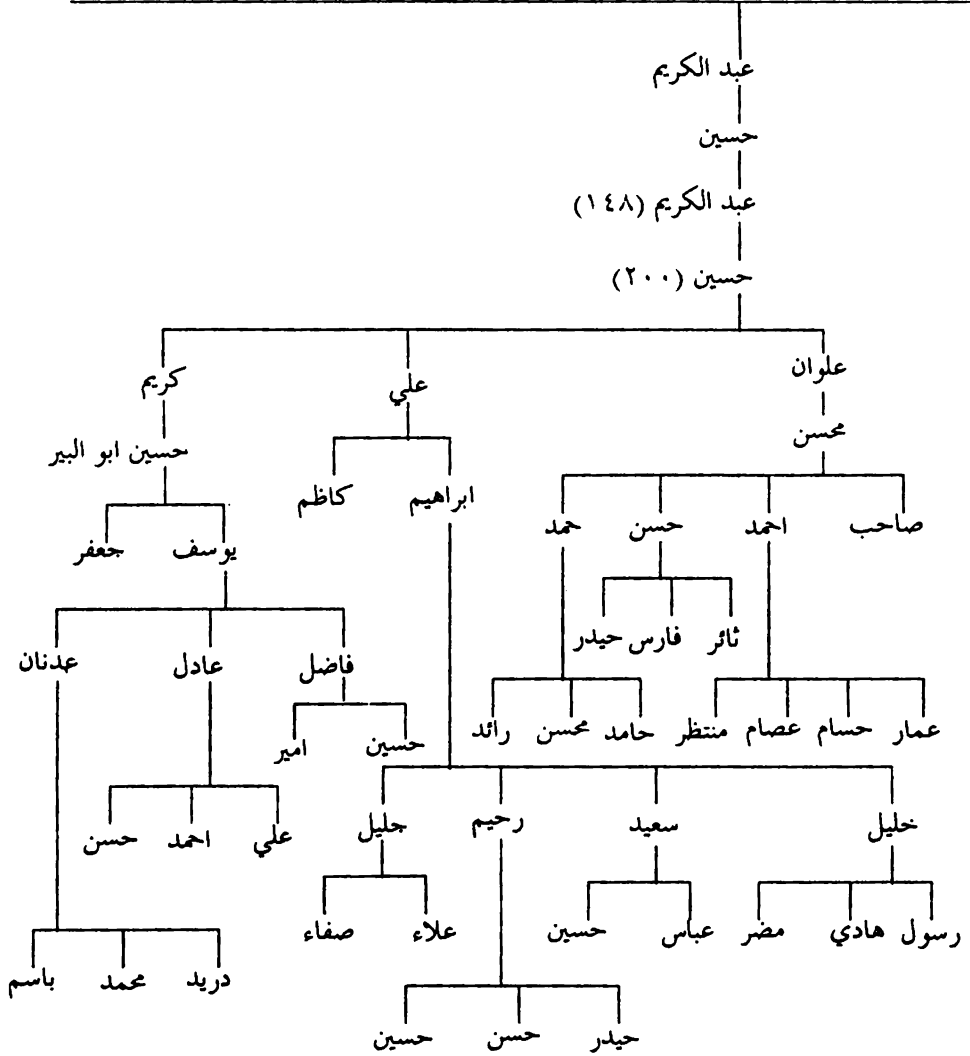 عبد الكريم
حسين
عبد الكريم (١٤٨)
حسين (٢٠٠)
علوان علي كريم
محسن حسين ابو البير
ابراهيم كاظم
صاحب احمد حسن حمد
يوسف جعفر
ثائر فارس حيدر
فاضل عادل عدنان
عمار حسام عصام منتظر حامد محسن رائد
حسين امير
خليل سعيد رحيم جليل
علي احمد حسن
رسول هادي مضر عباس حسين علاء صفاء
دريد محمد باسم
حيدر حسن حسين